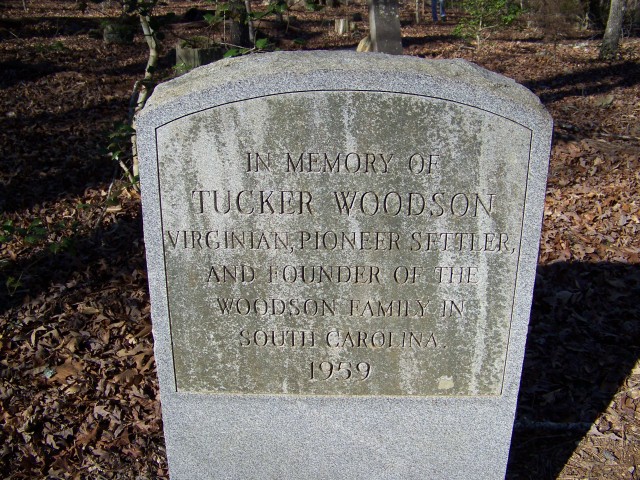 IN MEMORY OF
TUCKER WOODSON
VIRGINIAN, PIONEER SETTLER,
AND FOUNDER OF THE
WOODSON FAMILY IN
SOUTH CAROLINA.
1959